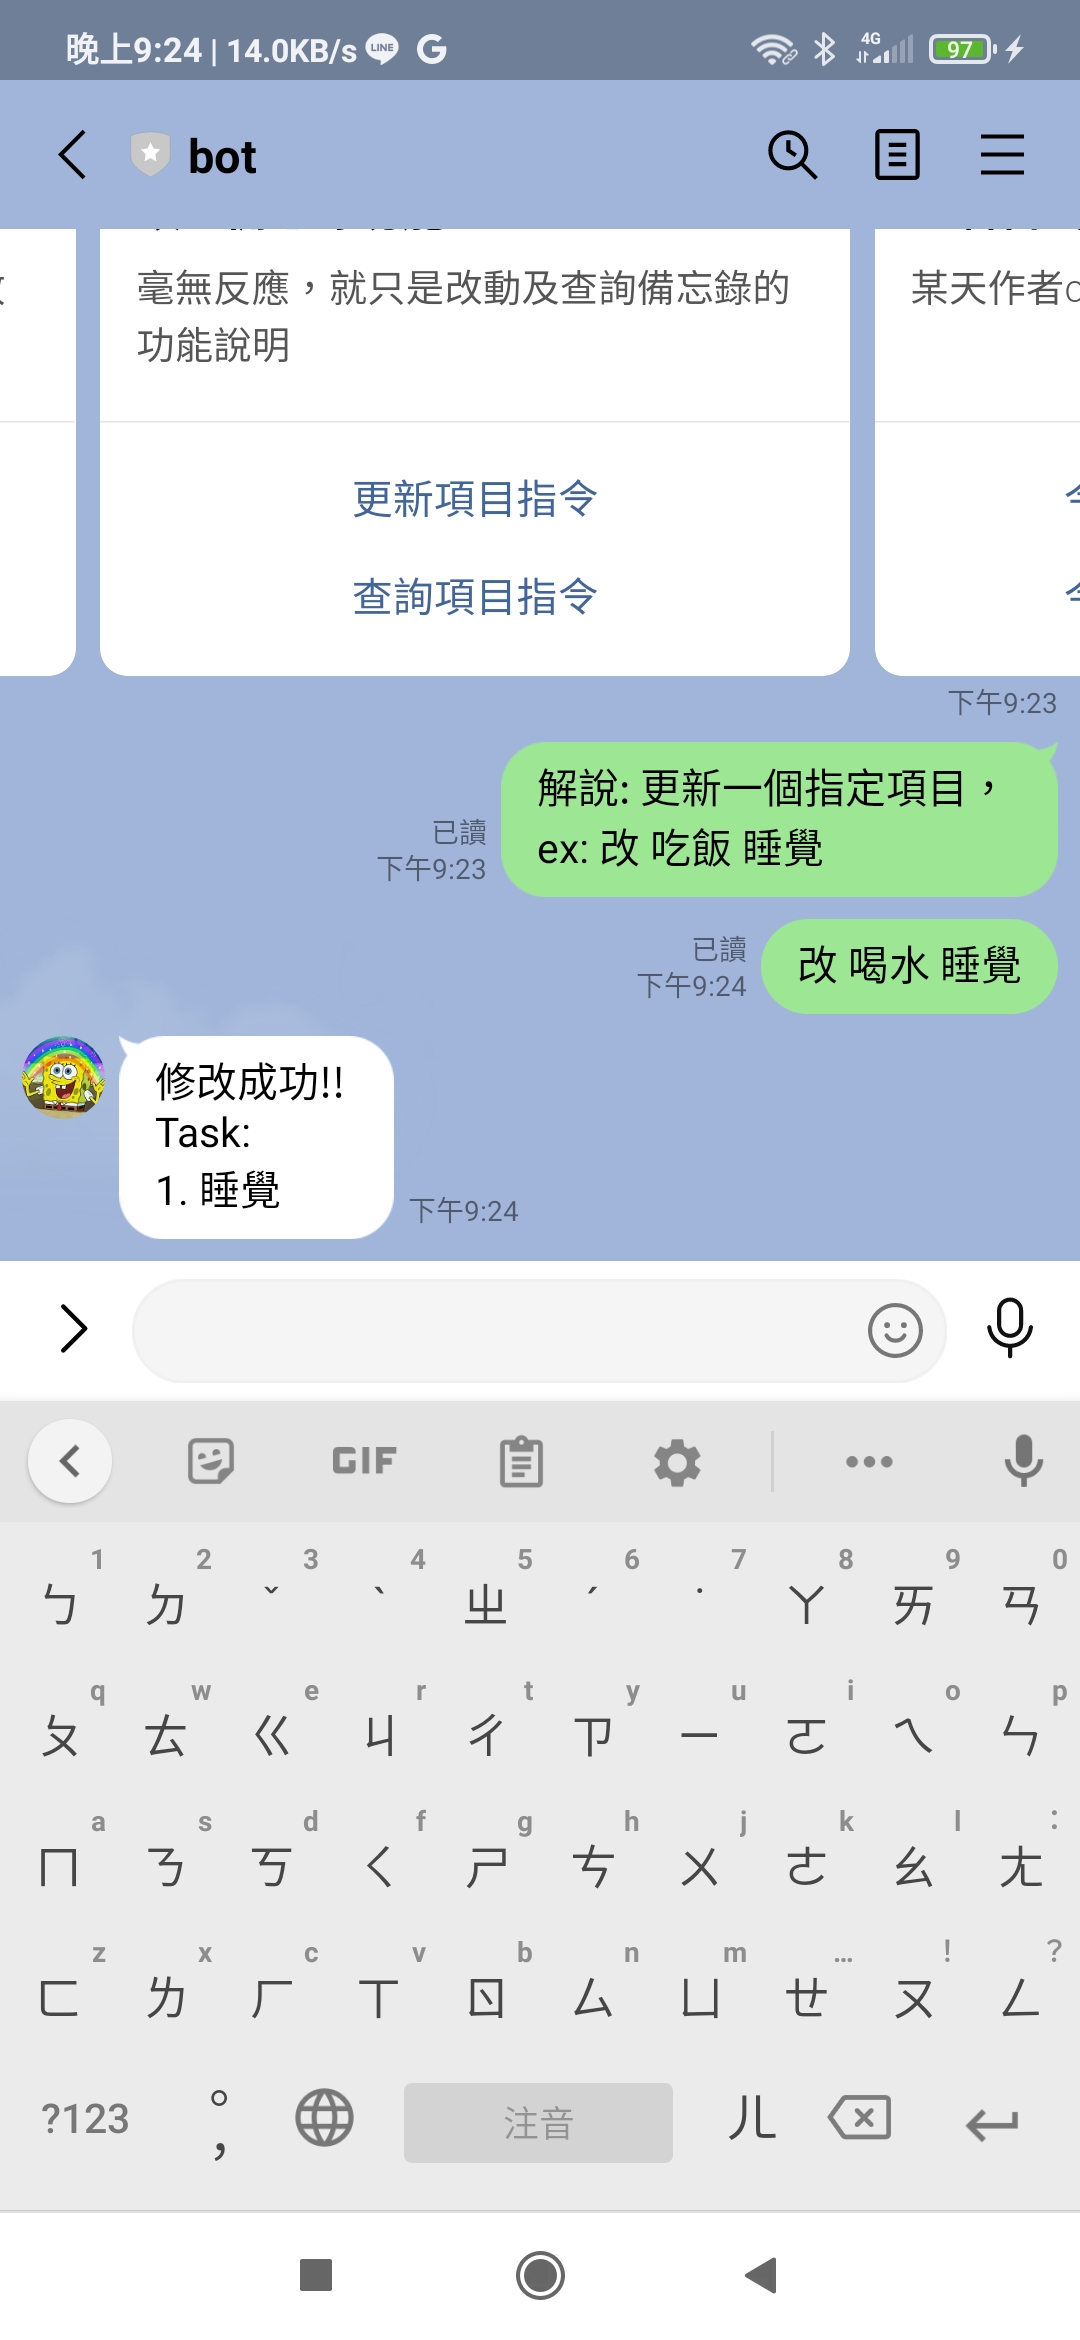 晚上9:24 | 14.0KB/s LINE G 4G 97
bot
毫無反應，就只是改動及查詢備忘錄的
功能說明
某天作者
更新項目指令
查詢項目指令
下午9:23
解說: 更新一個指定項目，
ex: 改 吃飯 睡覺
已讀
下午9:23
改 喝水 睡覺
已讀
下午9:24
修改成功!!
Task:
1. 睡覺
下午9:24
GIF
1 2 3 4 5 6 7 8 9 0
ㄅ ㄉ ˇ ˋ ㄓ ˊ ˙ ㄚ ㄞ ㄢ
q w e r t y u i o p
ㄆ ㄊ ㄍ ㄐ ㄔ ㄗ ㄧ ㄛ ㄟ ㄣ
a s d f g h j k l :
ㄇ ㄋ ㄎ ㄑ ㄕ ㄘ ㄨ ㄜ ㄠ ㄤ
z x c v b n m … ! ?
ㄈ ㄌ ㄏ ㄒ ㄖ ㄙ ㄩ ㄝ ㄡ ㄥ
?123 。 ， 注音 ㄦ